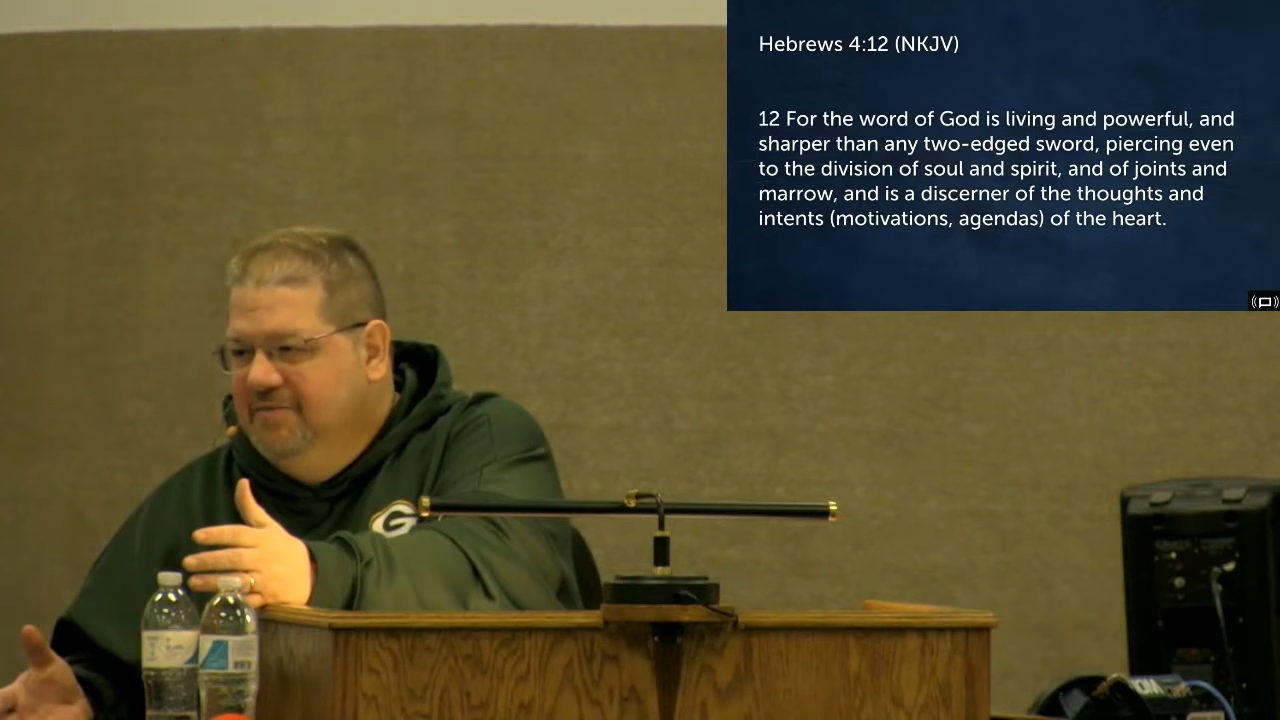 Hebrews 4:12 (NKJV)
12 For the word of God is living and powerful, and
sharper than any two-edged sword, piercing even
to the division of soul and spirit, and of joints and
marrow, and is a discerner of the thoughts and
intents (motivations, agendas) of the heart.
G